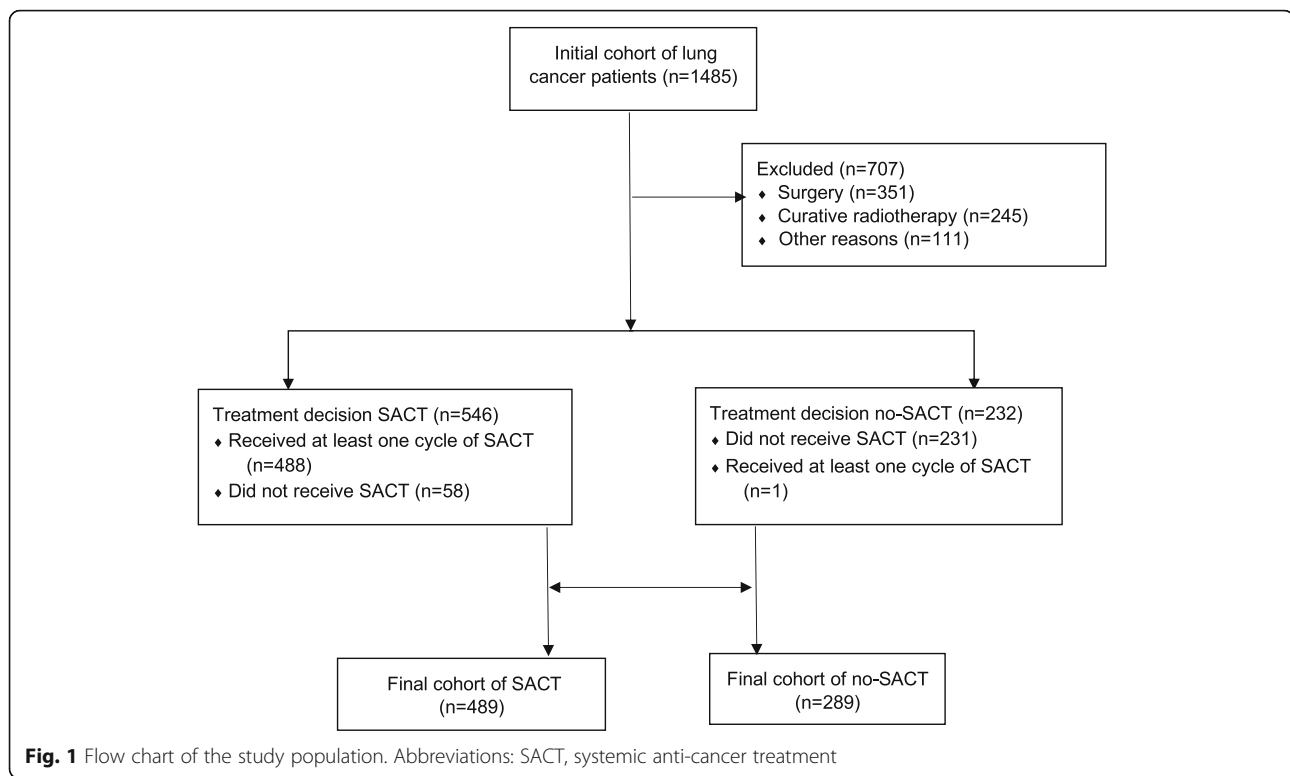 Initial cohort of lung
cancer patients (n=1485)
Excluded (n=707)
♦ Surgery (n=351)
♦ Curative radiotherapy (n=245)
♦ Other reasons (n=111)
Treatment decision SACT (n=546)
♦ Received at least one cycle of SACT
(n=488)
♦ Did not receive SACT (n=58)
Treatment decision no-SACT (n=232)
♦ Did not receive SACT (n=231)
♦ Received at least one cycle of SACT
(n=1)
Final cohort of SACT
(n=489)
Final cohort of no-SACT
(n=289)
Fig. 1 Flow chart of the study population. Abbreviations: SACT, systemic anti-cancer treatment